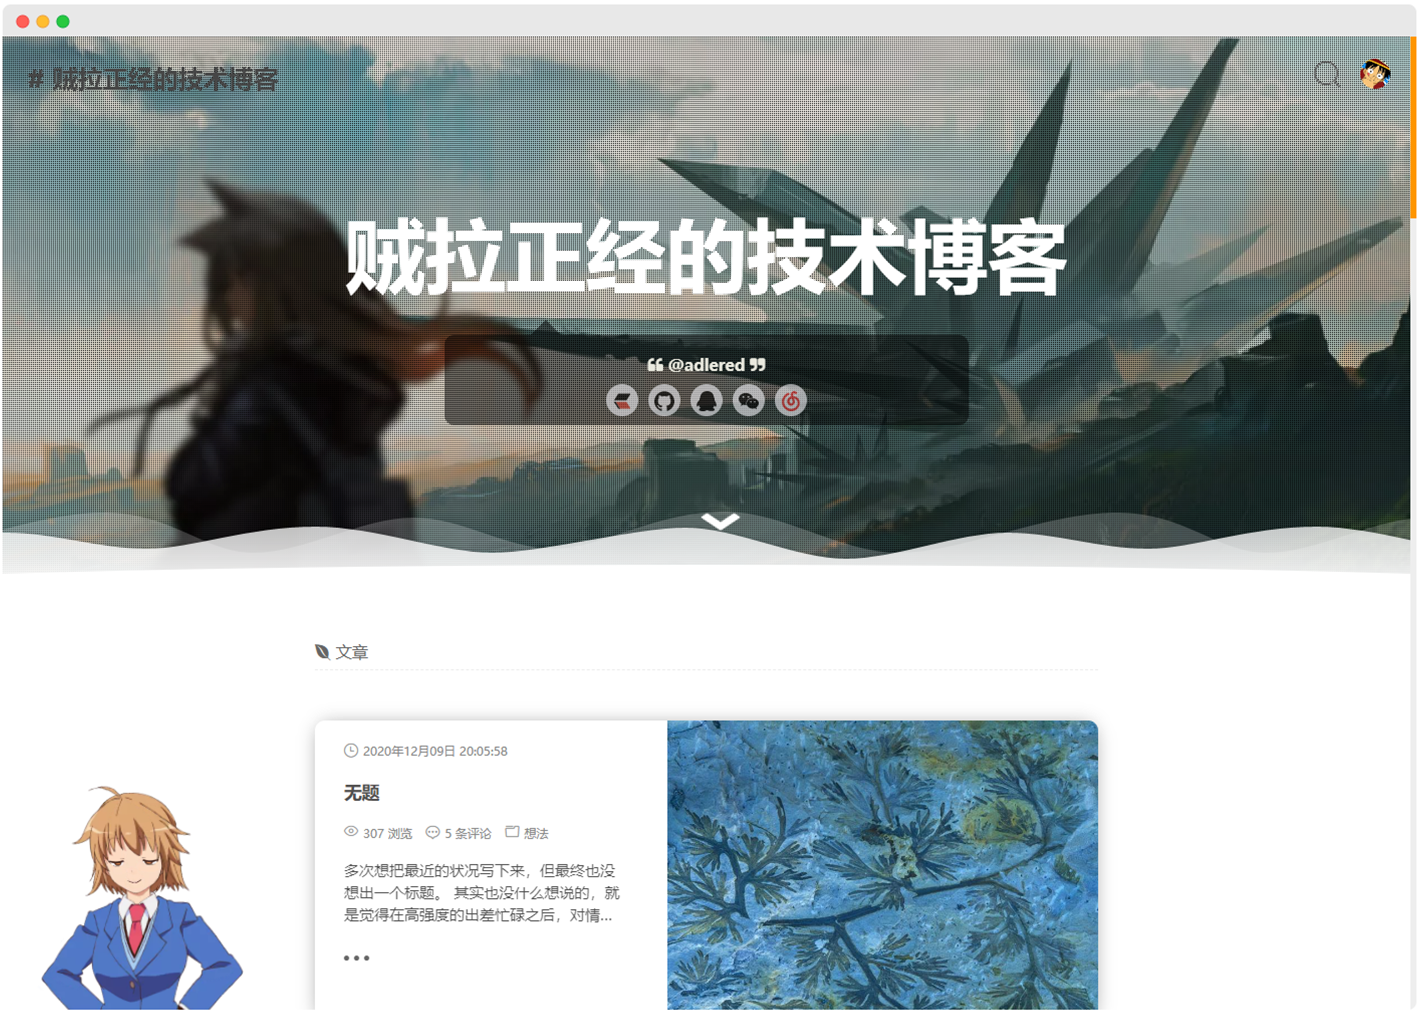 # 贼拉正经的技术博客
贼拉正经的技术博客
❝ @adlered ❞
文章
2020年12月09日 20:05:58
无题
307 浏览 5 条评论 想法
多次想把最近的状况写下来，但最终也没
想出一个标题。 其实也没什么想说的，就
是觉得在高强度的出差忙碌之后，对情...